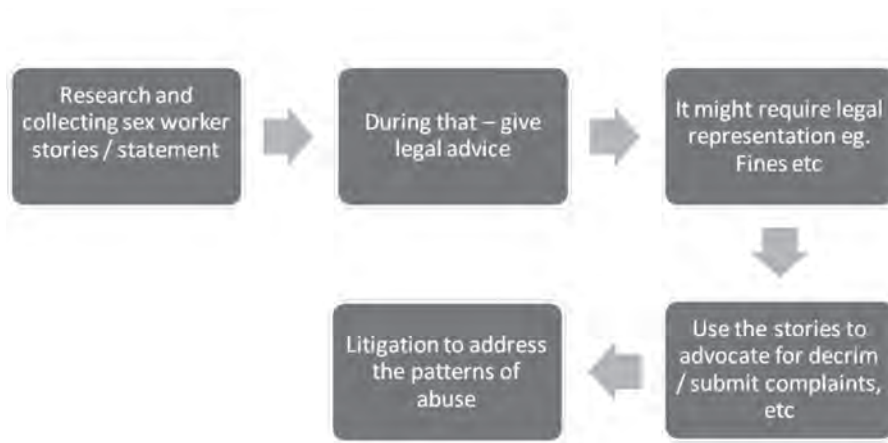 Research and
collecting sex worker
stories / statement
During that – give
legal advice
It might require legal
representation eg.
Fines etc
Use the stories to
advocate for decrim
/ submit complaints,
etc
Litigation to address
the patterns of
abuse